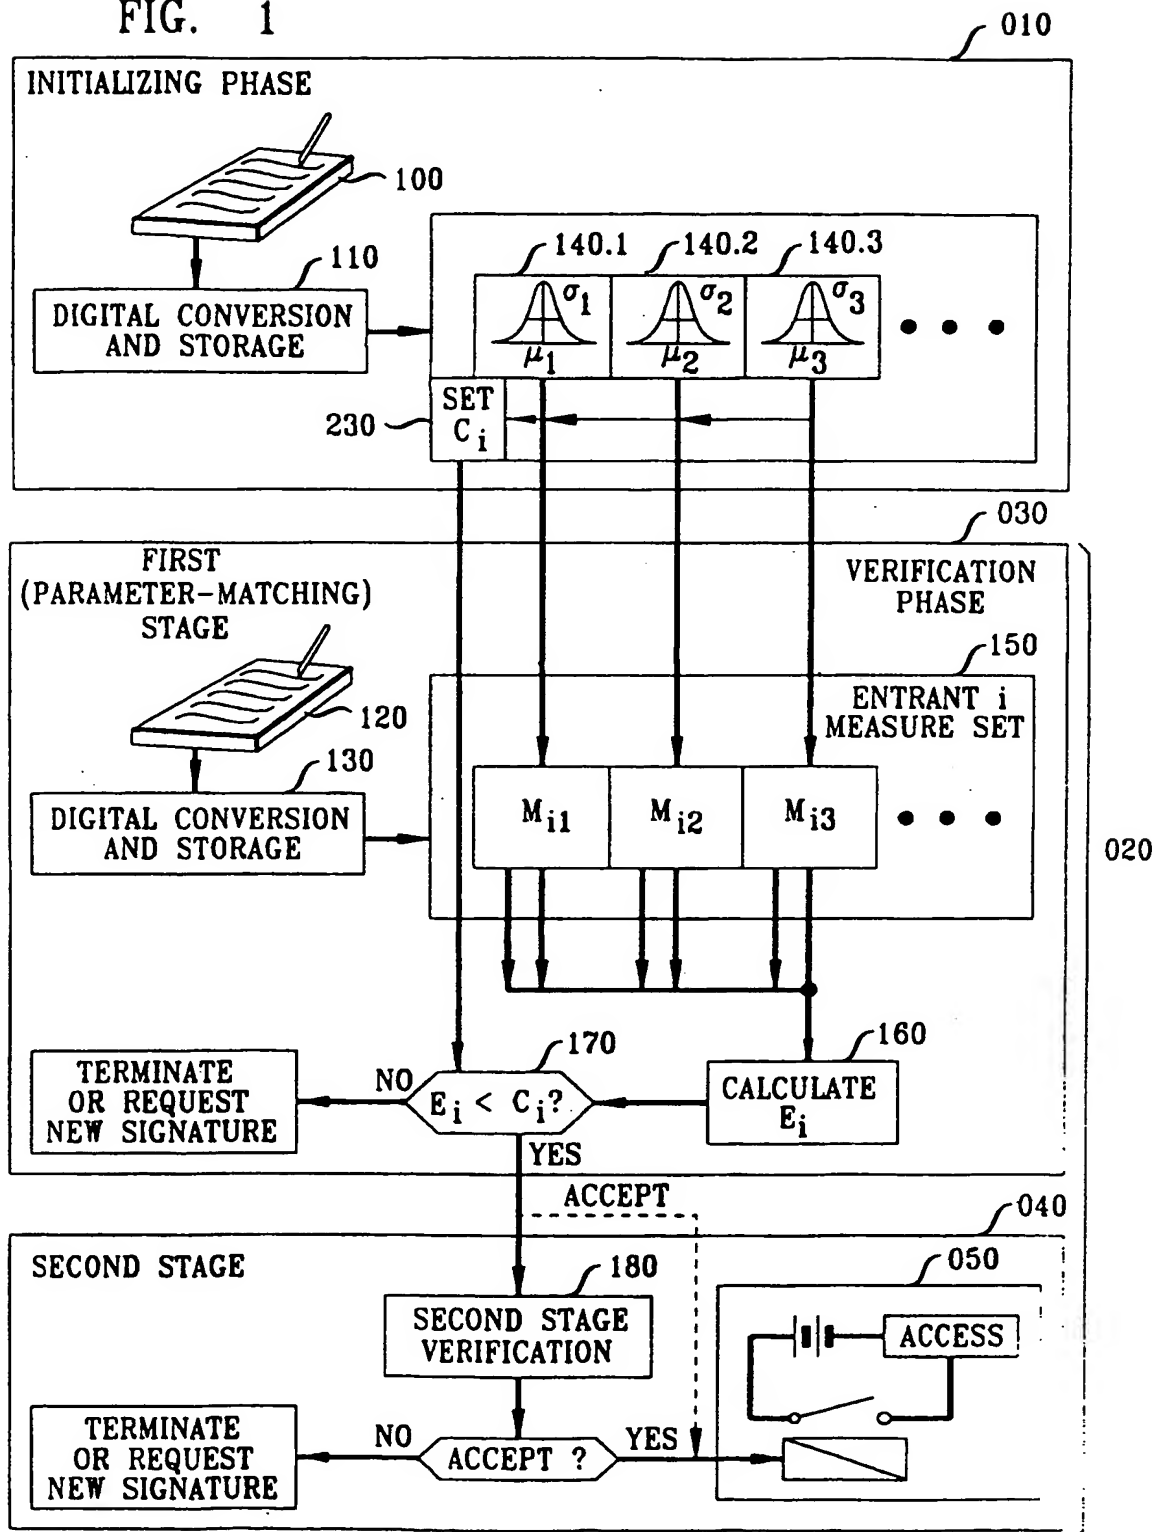 FIG. 1
010
INITIALIZING PHASE
100
110
DIGITAL CONVERSION
AND STORAGE
140.1
140.2
140.3
σ1
σ2
σ3
μ1
μ2
μ3
SET
Ci
230
030
FIRST
(PARAMETER-MATCHING)
STAGE
VERIFICATION
PHASE
150
ENTRANT i
MEASURE SET
120
130
DIGITAL CONVERSION
AND STORAGE
Mi1
Mi2
Mi3
020
170
160
TERMINATE
OR REQUEST
NEW SIGNATURE
NO
Ei < Ci?
CALCULATE
Ei
YES
ACCEPT
040
SECOND STAGE
180
050
SECOND STAGE
VERIFICATION
ACCESS
TERMINATE
OR REQUEST
NEW SIGNATURE
NO
ACCEPT ?
YES